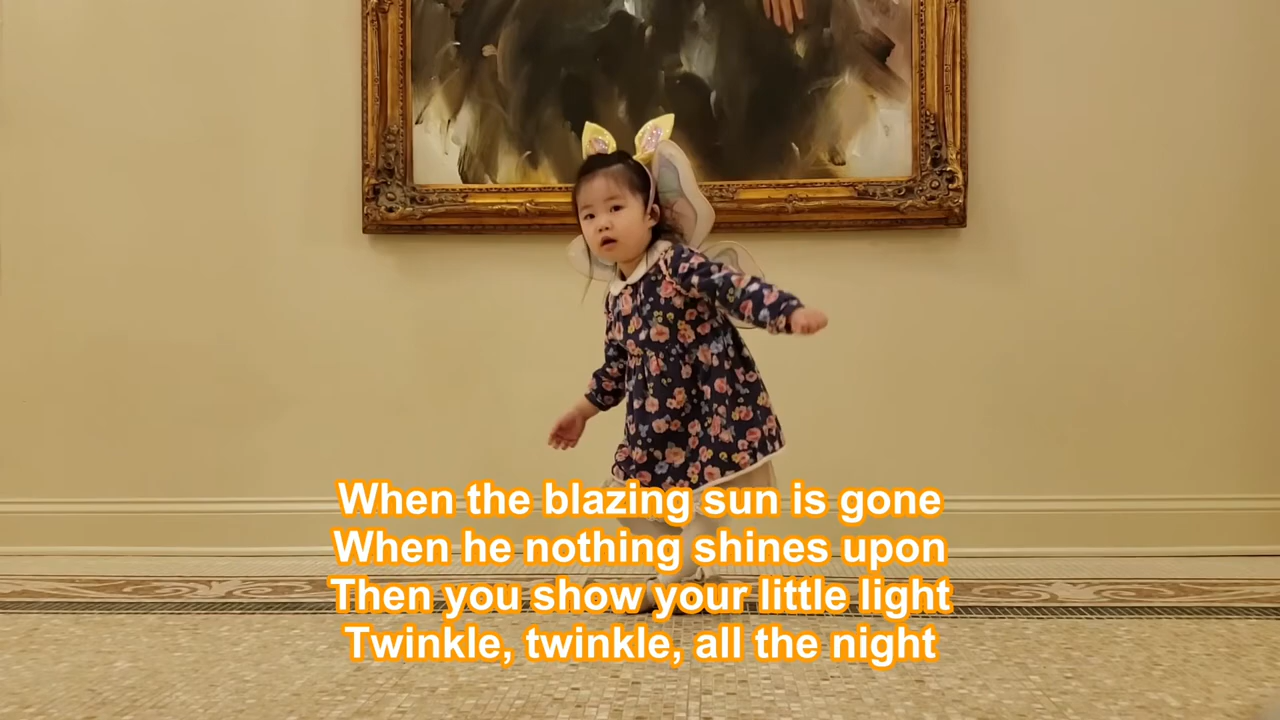 When the blazing sun is gone
When he nothing shines upon
Then you show your little light
Twinkle, twinkle, all the night